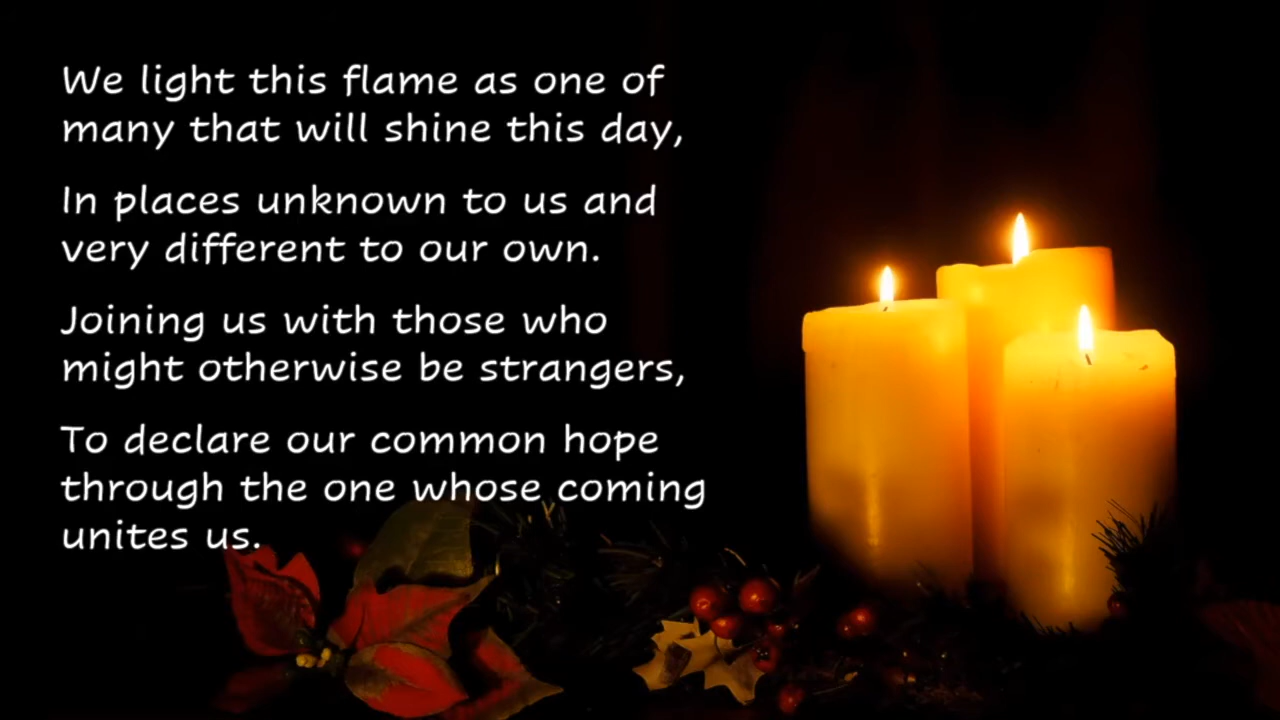 We light this flame as one of
many that will shine this day,
In places unknown to us and
very different to our own.
Joining us with those who
might otherwise be strangers,
To declare our common hope
through the one whose coming
unites us.